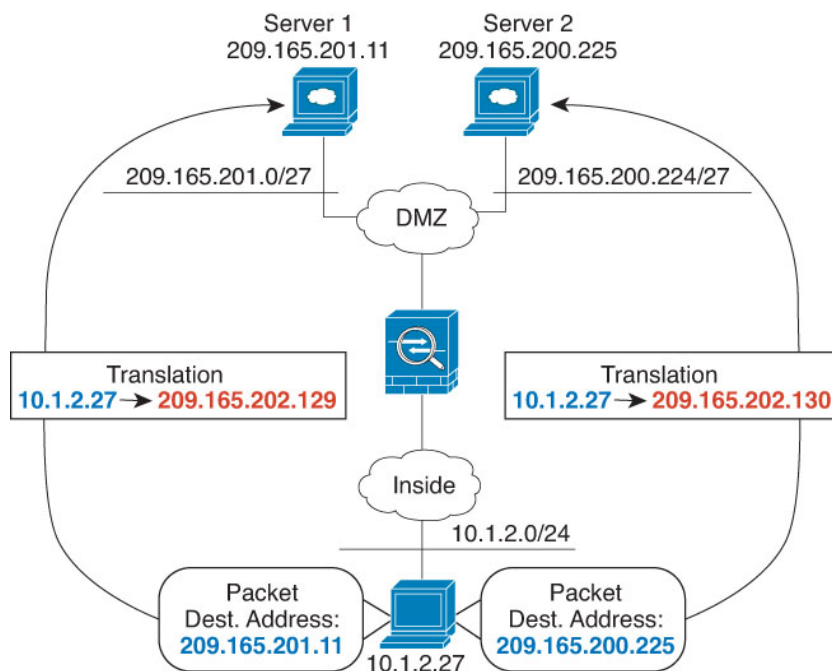 Server 1
209.165.201.11
Server 2
209.165.200.225
209.165.201.0/27
209.165.200.224/27
DMZ
Translation
10.1.2.27 → 209.165.202.129
Translation
10.1.2.27 → 209.165.202.130
Inside
10.1.2.0/24
Packet
Dest. Address:
209.165.201.11
Packet
Dest. Address:
209.165.200.225
10.1.2.27